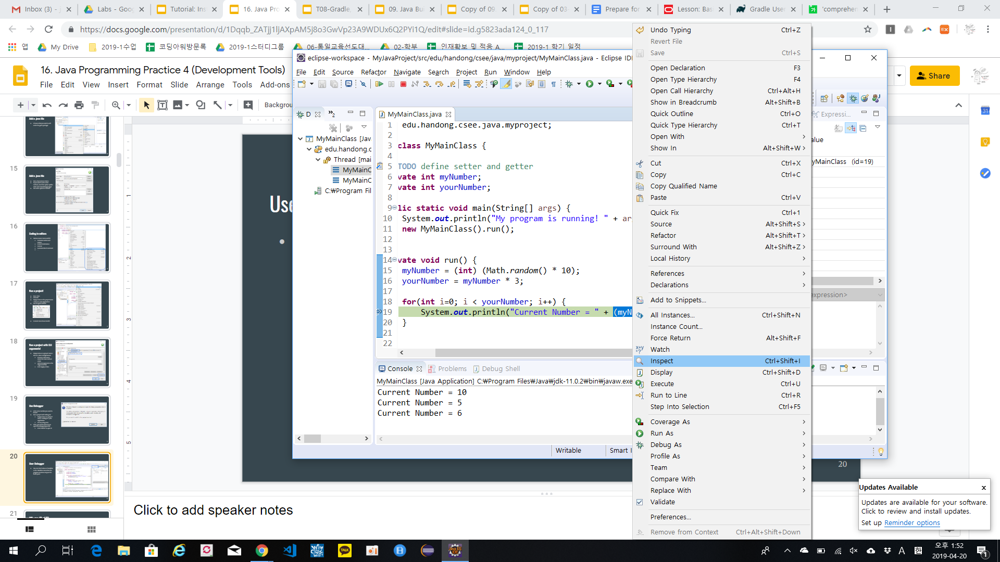 Inbox (3) - j
Labs - Goog
Tutorial: Ins
16. Java Pro
T08-Gradle,
09. Java Bui
Copy of 09.
Copy of 03-
Prepare for
Lesson: Bas
Gradle User
'comprehen
https://docs.google.com/presentation/d/1Dqqb_ZATjj1ljAXpAM5j8o3GwVp23A9WDUx6Q2PYi1Q/edit#slide=id.g5823ada124_0_117
앱
My Drive
2019-1수업
코딩아워방문록
2019-1스터디그룹
06-통일교육선도대...
02-학부
인재확보 및 적응 A...
2019-1 학기 일정
16. Java Programming Practice 4 (Development Tools)
File Edit View Insert Format Slide Arrange Tools Add-ons
Share
Backgrou
15
16
17
18
19
20
21
Add a .java file
Coding in editors
Run a project!
Run a project with CLI arguments!
Use Debugger
User Debugger
Use
eclipse-workspace - MyJavaProject/src/edu/handong/csee/java/myproject/MyMainClass.java - Eclipse IDE
File Edit Source Refactor Navigate Search Project Run Window Help
D
MyMainClass [Jav
edu.handong.c
Thread [mai
MyMainC
MyMainC
C:₩Program Fil
MyMainClass.java
1 edu.handong.csee.java.myproject;
2
3 class MyMainClass {
4
5 TODO define setter and getter
6 vate int myNumber;
7 vate int yourNumber;
8
9 lic static void main(String[] args) {
10 System.out.println("My program is running! " + ar
11 new MyMainClass().run();
12
13
14 vate void run() {
15 myNumber = (int) (Math.random() * 10);
16 yourNumber = myNumber * 3;
17
18 for(int i=0; i < yourNumber; i++) {
19 System.out.println("Current Number = " + (myN
20 }
21
22
Console Problems Debug Shell
MyMainClass [Java Application] C:₩Program Files₩Java₩jdk-11.0.2₩bin₩javaw.exe
Current Number = 10
Current Number = 5
Current Number = 6
Writable
Smart I
Undo Typing Ctrl+Z
Revert File
Save Ctrl+S
Open Declaration F3
Open Type Hierarchy F4
Open Call Hierarchy Ctrl+Alt+H
Show in Breadcrumb Alt+Shift+B
Quick Outline Ctrl+O
Quick Type Hierarchy Ctrl+T
Open With
Show In Alt+Shift+W
Cut Ctrl+X
Copy Ctrl+C
Copy Qualified Name
Paste Ctrl+V
Quick Fix Ctrl+1
Source Alt+Shift+S
Refactor Alt+Shift+T
Surround With Alt+Shift+Z
Local History
References
Declarations
Add to Snippets...
All Instances... Ctrl+Shift+N
Instance Count...
Force Return Alt+Shift+F
Watch
Inspect Ctrl+Shift+I
Display Ctrl+Shift+D
Execute Ctrl+U
Run to Line Ctrl+R
Step Into Selection Ctrl+F5
Coverage As
Run As
Debug As
Profile As
Team
Compare With
Replace With
Validate
Preferences...
Remove from Context Ctrl+Alt+Shift+Down
Expressi...
alue
yMainClass (id=19)
expression>
20
Updates Available
Updates are available for your software.
Click to review and install updates.
Set up Reminder options
Click to add speaker notes
오후 1:52
2019-04-20